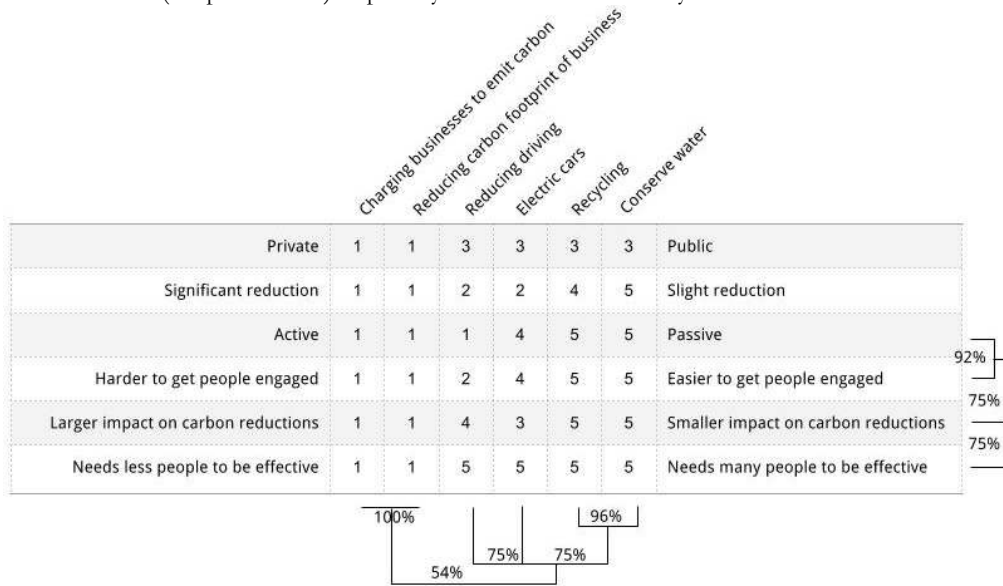 Charging businesses to emit carbon
Reducing carbon footprint of business
Reducing driving
Electric cars
Recycling
Conserve water
Private 1 1 3 3 3 3 Public
Significant reduction 1 1 2 2 4 5 Slight reduction
Active 1 1 1 4 5 5 Passive
92%
Harder to get people engaged 1 1 2 4 5 5 Easier to get people engaged
75%
Larger impact on carbon reductions 1 1 4 3 5 5 Smaller impact on carbon reductions
75%
Needs less people to be effective 1 1 5 5 5 5 Needs many people to be effective
100% 96%
75% 75%
54%